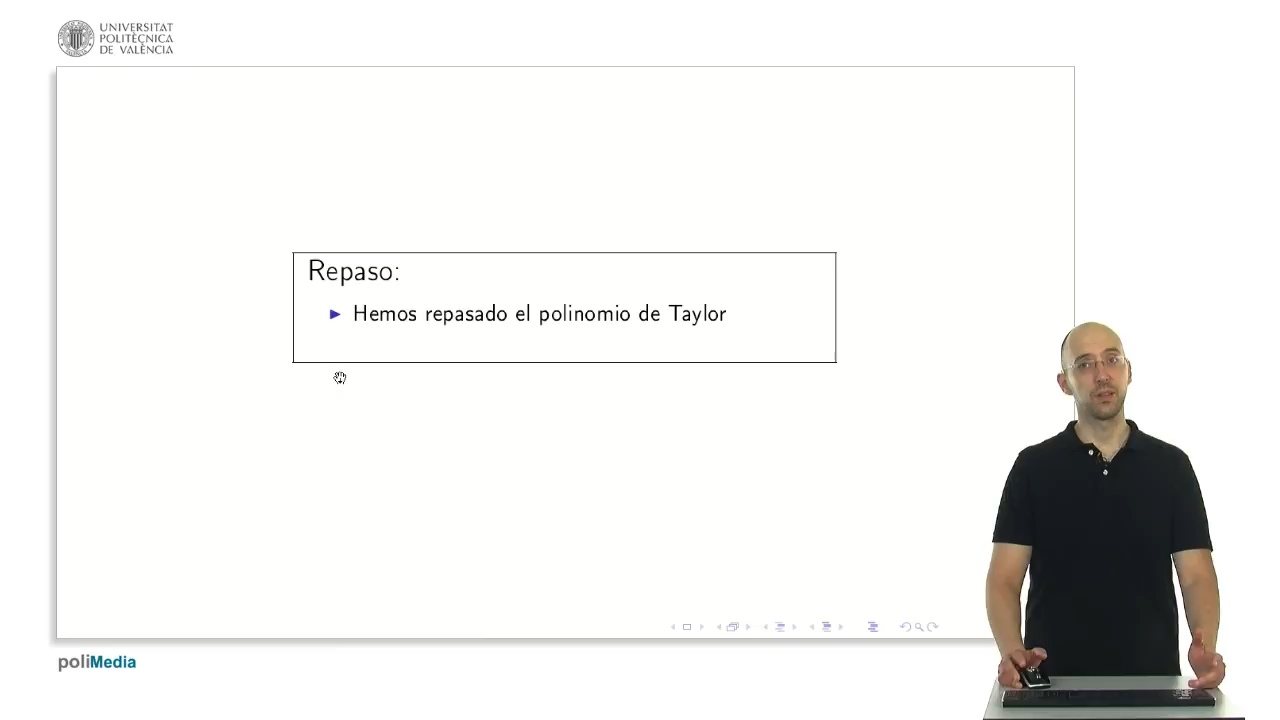 UNIVERSITAT
POLITÈCNICA
DE VALÈNCIA
Repaso:
Hemos repasado el polinomio de Taylor
poliMedia